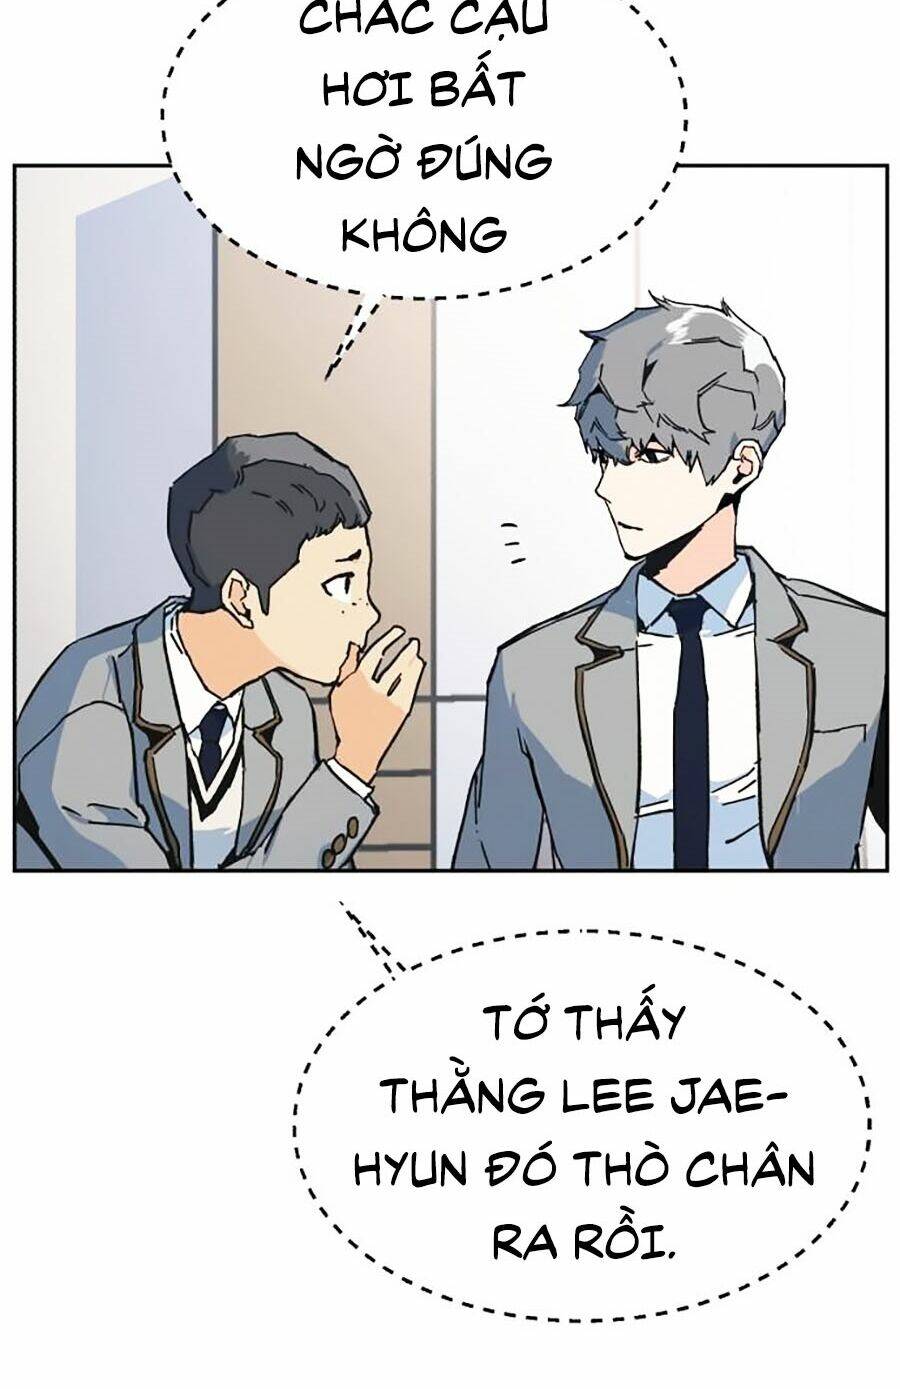 CHẮC CẬU
HƠI BẤT
NGỜ ĐÚNG
KHÔNG
TỚ THẤY
THẰNG LEE JAE-
HYUN ĐÓ THÒ CHÂN
RA RỒI.